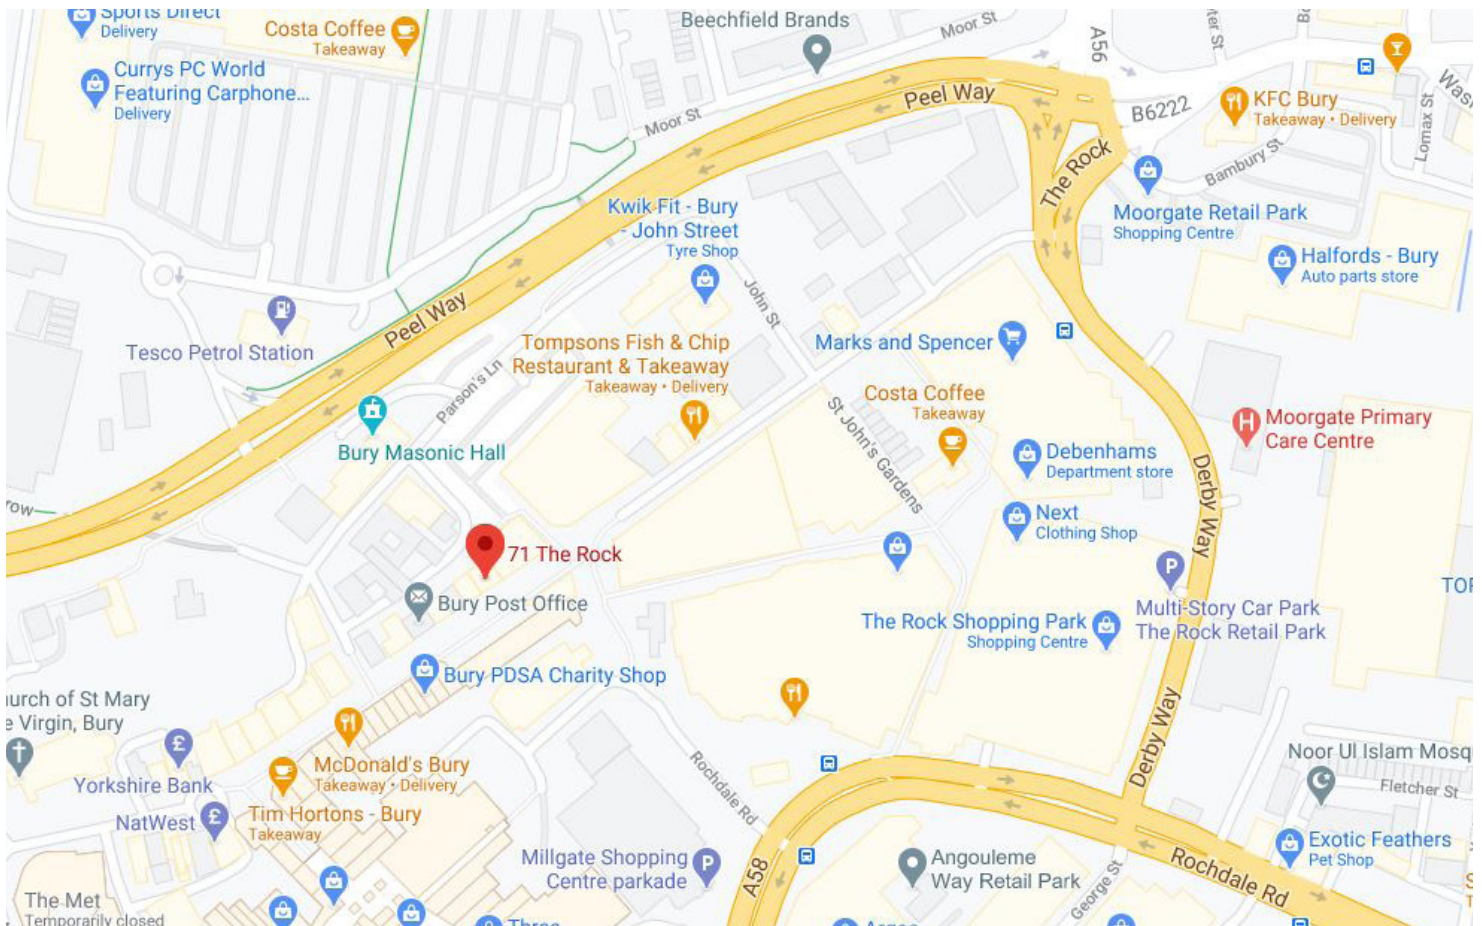 Sports Direct
Delivery
Costa Coffee
Takeaway
Currys PC World
Featuring Carphone...
Delivery
Beechfield Brands
Moor St
A56
Peel Way
B6222
KFC Bury
Takeaway • Delivery
Lomax St
Moor St
The Rock
Bambury St
Moorgate Retail Park
Shopping Centre
Kwik Fit - Bury
- John Street
Tyre Shop
Halfords - Bury
Auto parts store
John St
Peel Way
Tesco Petrol Station
Tompsons Fish & Chip
Restaurant & Takeaway
Takeaway • Delivery
Marks and Spencer
Parson's Ln
Costa Coffee
Takeaway
St John's Gardens
Moorgate Primary
Care Centre
Bury Masonic Hall
Debenhams
Department store
Derby Way
Next
Clothing Shop
71 The Rock
P
Multi-Story Car Park
The Rock Retail Park
Bury Post Office
The Rock Shopping Park
Shopping Centre
Bury PDSA Charity Shop
urch of St Mary
e Virgin, Bury
Derby Way
Yorkshire Bank
McDonald's Bury
Takeaway • Delivery
Rochdale Rd
Noor Ul Islam Mosq
Fletcher St
NatWest
Tim Hortons - Bury
Takeaway
Exotic Feathers
Pet Shop
Millgate Shopping
Centre parkade
P
A58
Angouleme
Way Retail Park
Rochdale Rd
George St
The Met
Temporarily closed
Three
Argos